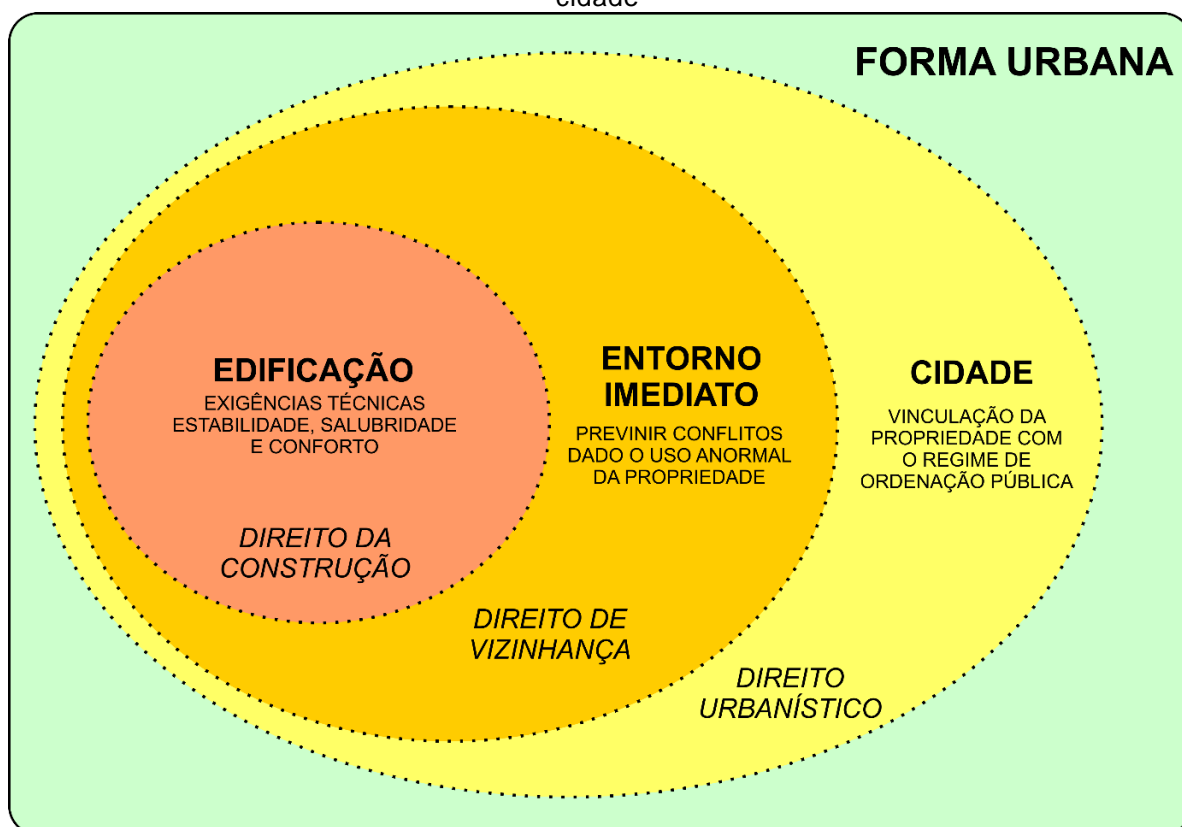 cidade
FORMA URBANA
EDIFICAÇÃO
EXIGÊNCIAS TÉCNICAS
ESTABILIDADE, SALUBRIDADE
E CONFORTO
DIREITO DA
CONSTRUÇÃO
ENTORNO
IMEDIATO
PREVINIR CONFLITOS
DADO O USO ANORMAL
DA PROPRIEDADE
DIREITO DE
VIZINHANÇA
CIDADE
VINCULAÇÃO DA
PROPRIEDADE COM
O REGIME DE
ORDENAÇÃO PÚBLICA
DIREITO
URBANÍSTICO